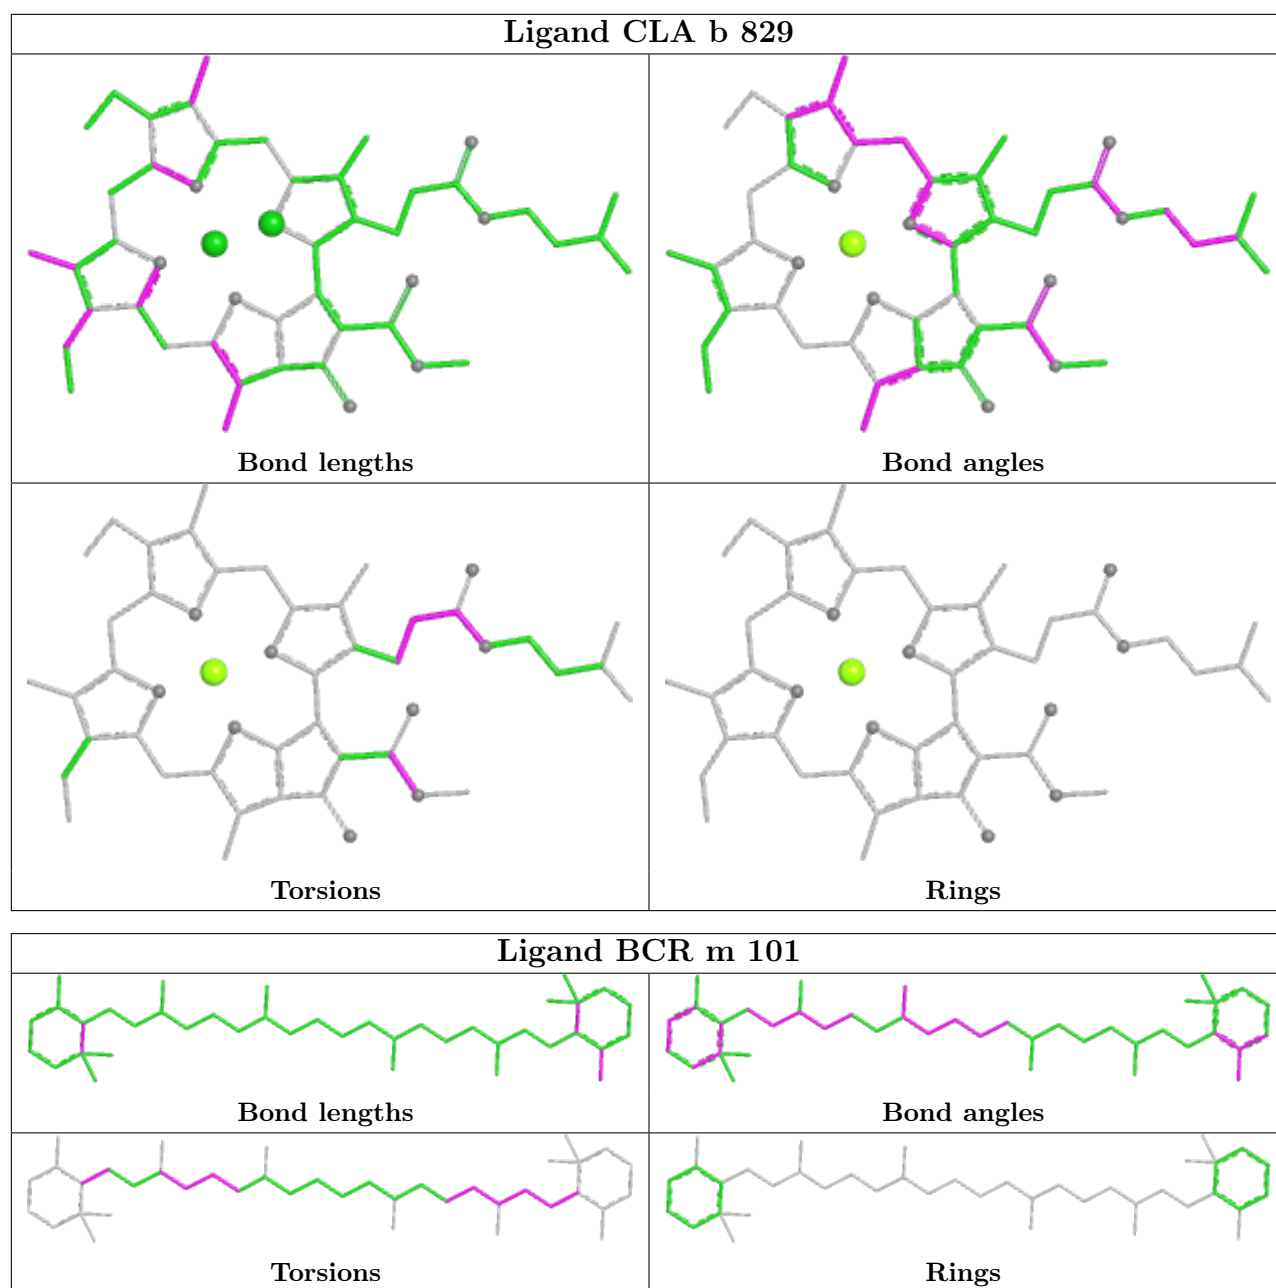 Ligand CLA b 829
Bond lengths
Bond angles
Torsions
Rings
Ligand BCR m 101
Bond lengths
Bond angles
Torsions
Rings